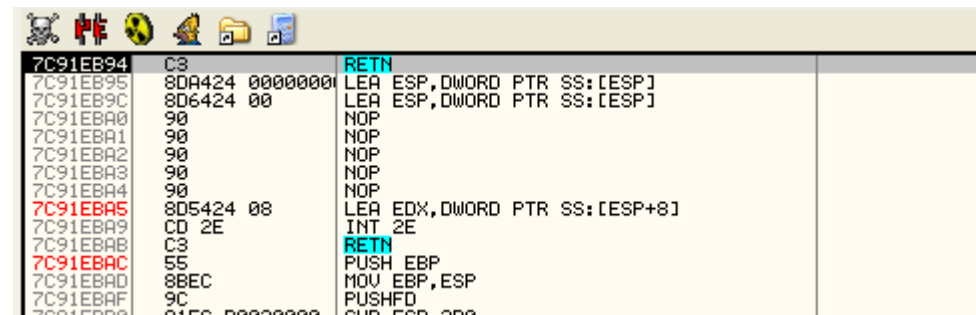 7C91EB94 C3 RETN
7C91EB95 8DA424 0000000 LEA ESP,DWORD PTR SS:[ESP]
7C91EB9C 8D6424 00 LEA ESP,DWORD PTR SS:[ESP]
7C91EBA0 90 NOP
7C91EBA1 90 NOP
7C91EBA2 90 NOP
7C91EBA3 90 NOP
7C91EBA4 90 NOP
7C91EBA5 8D5424 08 LEA EDX,DWORD PTR SS:[ESP+8]
7C91EBA9 CD 2E INT 2E
7C91EBAB C3 RETN
7C91EBAC 55 PUSH EBP
7C91EBAD 8BEC MOV EBP,ESP
7C91EBAF 9C PUSHFD